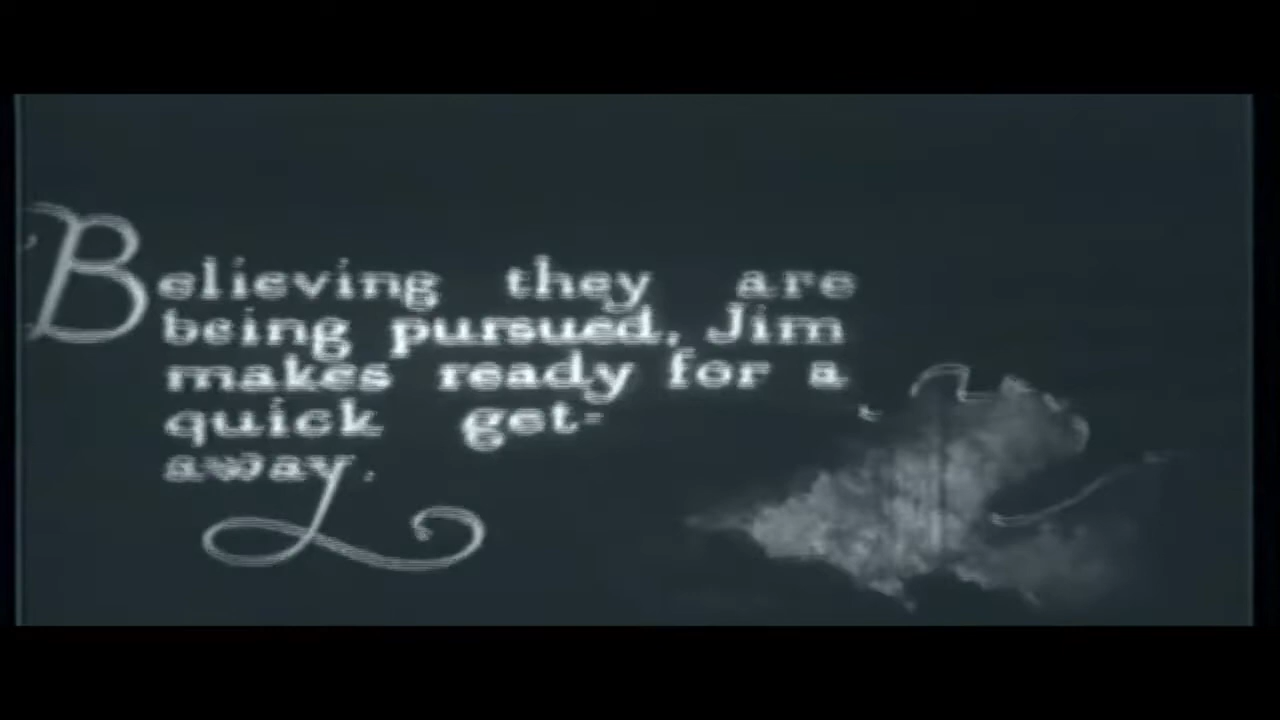 Believing they are
being pursued, Jim
makes ready for a
quick get-
away.